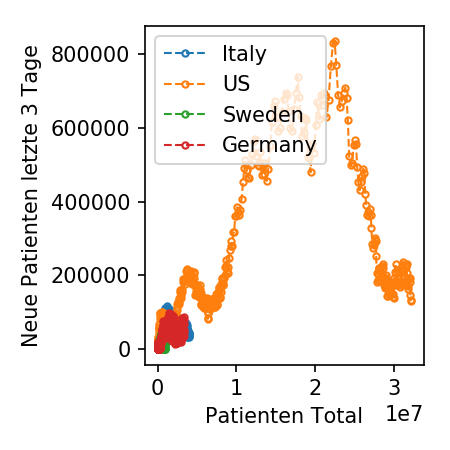 Neue Patienten letzte 3 Tage
800000
600000
400000
200000
0
Italy
US
Sweden
Germany
0 1 2 3
1e7
Patienten Total